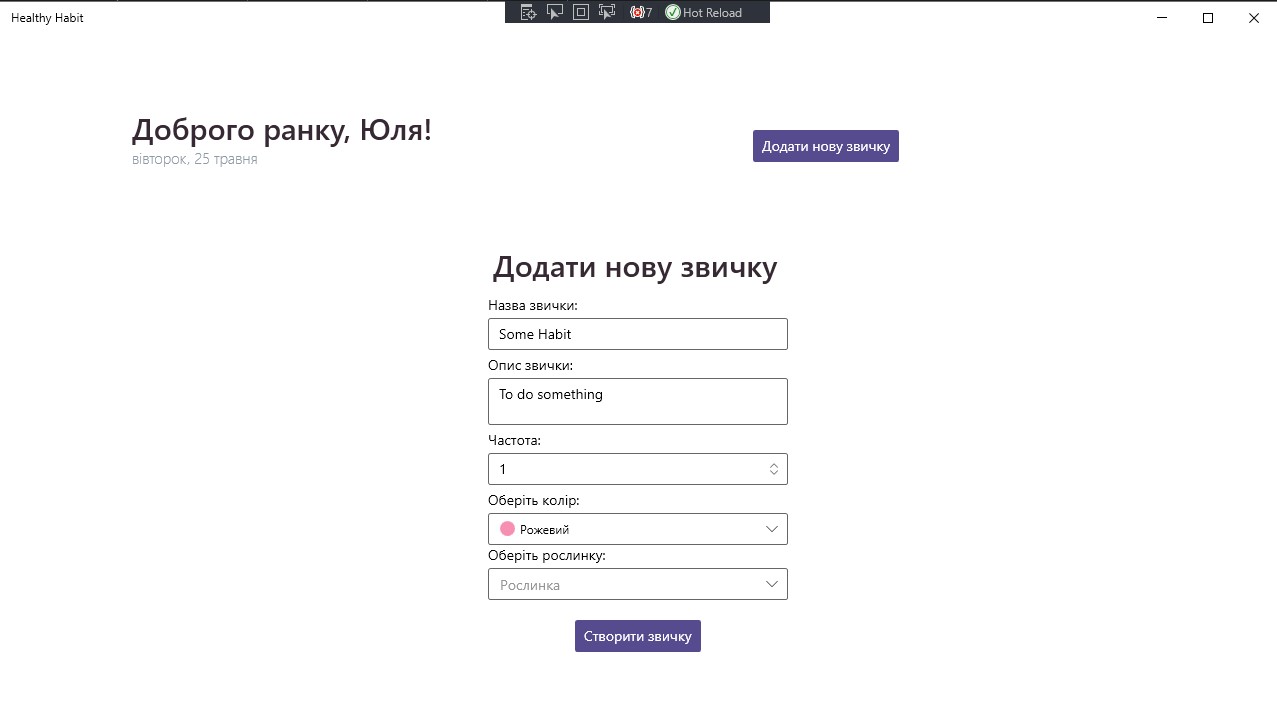 Healthy Habit
7 Hot Reload
Доброго ранку, Юля!
вівторок, 25 травня
Додати нову звичку
Додати нову звичку
Назва звички:
Some Habit
Опис звички:
To do something
Частота:
1
Оберіть колір:
Рожевий
Оберіть рослинку:
Рослинка
Створити звичку